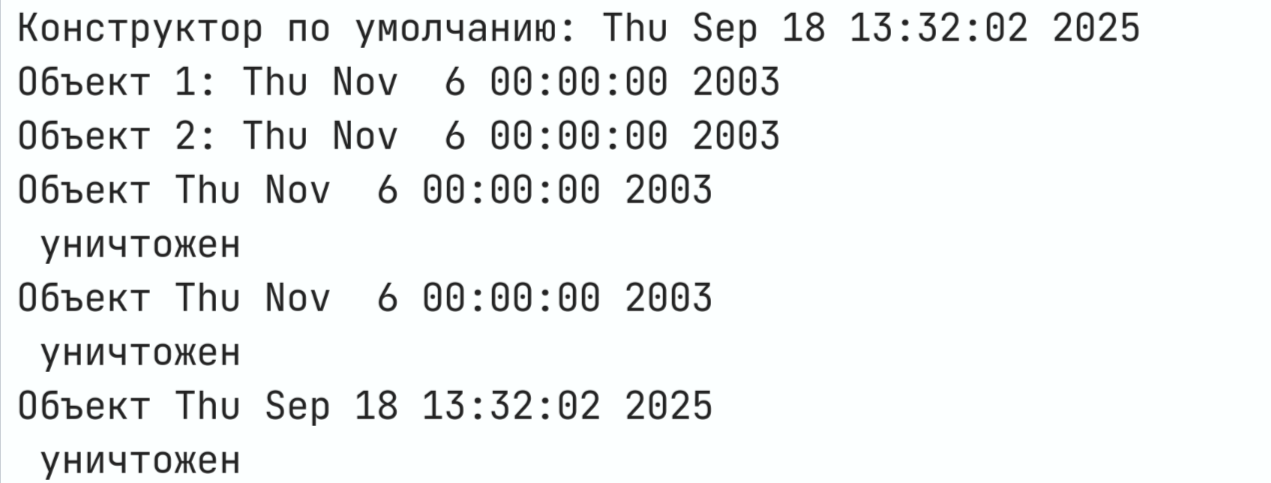 Конструктор по умолчанию: Thu Sep 18 13:32:02 2025
Объект 1: Thu Nov  6 00:00:00 2003
Объект 2: Thu Nov  6 00:00:00 2003
Объект Thu Nov  6 00:00:00 2003
 уничтожен
Объект Thu Nov  6 00:00:00 2003
 уничтожен
Объект Thu Sep 18 13:32:02 2025
 уничтожен